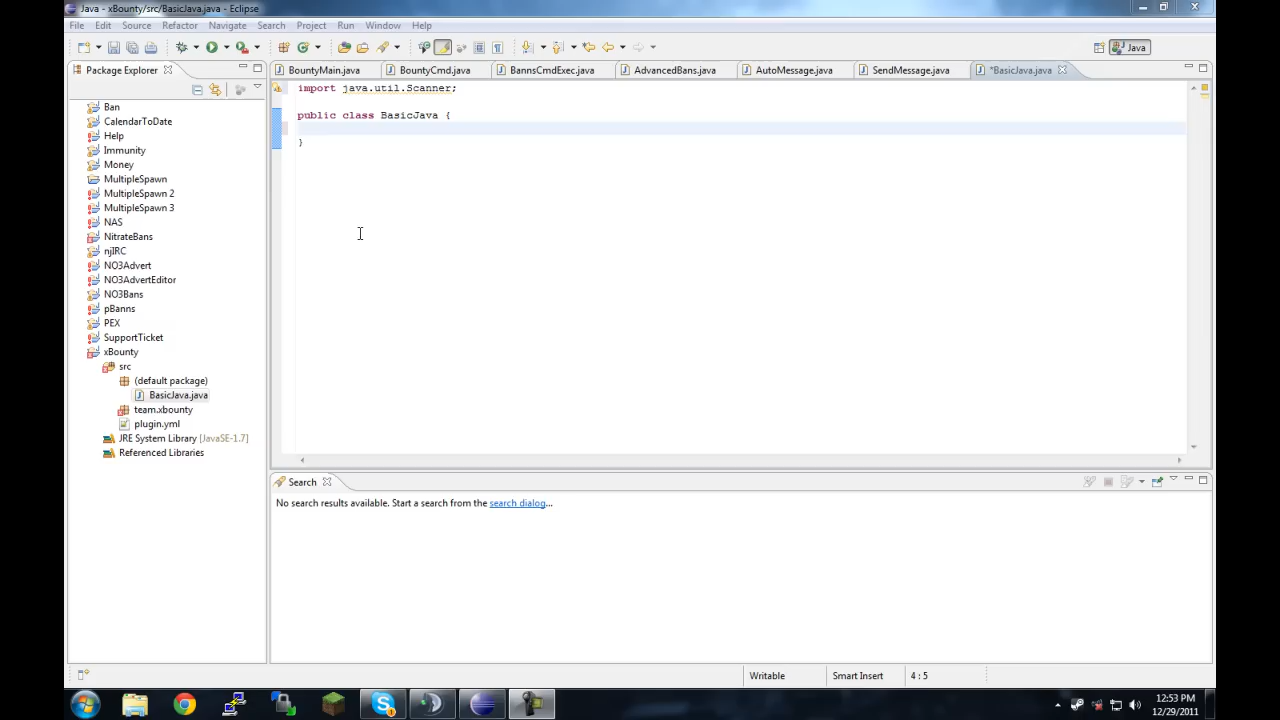 Java - xBounty/src/BasicJava.java - Eclipse
File Edit Source Refactor Navigate Search Project Run Window Help
Java
Package Explorer
BountyMain.java BountyCmd.java BannsCmdExec.java AdvancedBans.java AutoMessage.java SendMessage.java *BasicJava.java
Ban
CalendarToDate
Help
Immunity
Money
MultipleSpawn
MultipleSpawn 2
MultipleSpawn 3
NAS
NitrateBans
njIRC
NO3Advert
NO3AdvertEditor
NO3Bans
pBanns
PEX
SupportTicket
xBounty
src
(default package)
BasicJava.java
team.xbounty
plugin.yml
JRE System Library [JavaSE-1.7]
Referenced Libraries
import java.util.Scanner;
public class BasicJava {
}
Search
No search results available. Start a search from the search dialog...
Writable Smart Insert 4 : 5
12:53 PM
12/29/2011